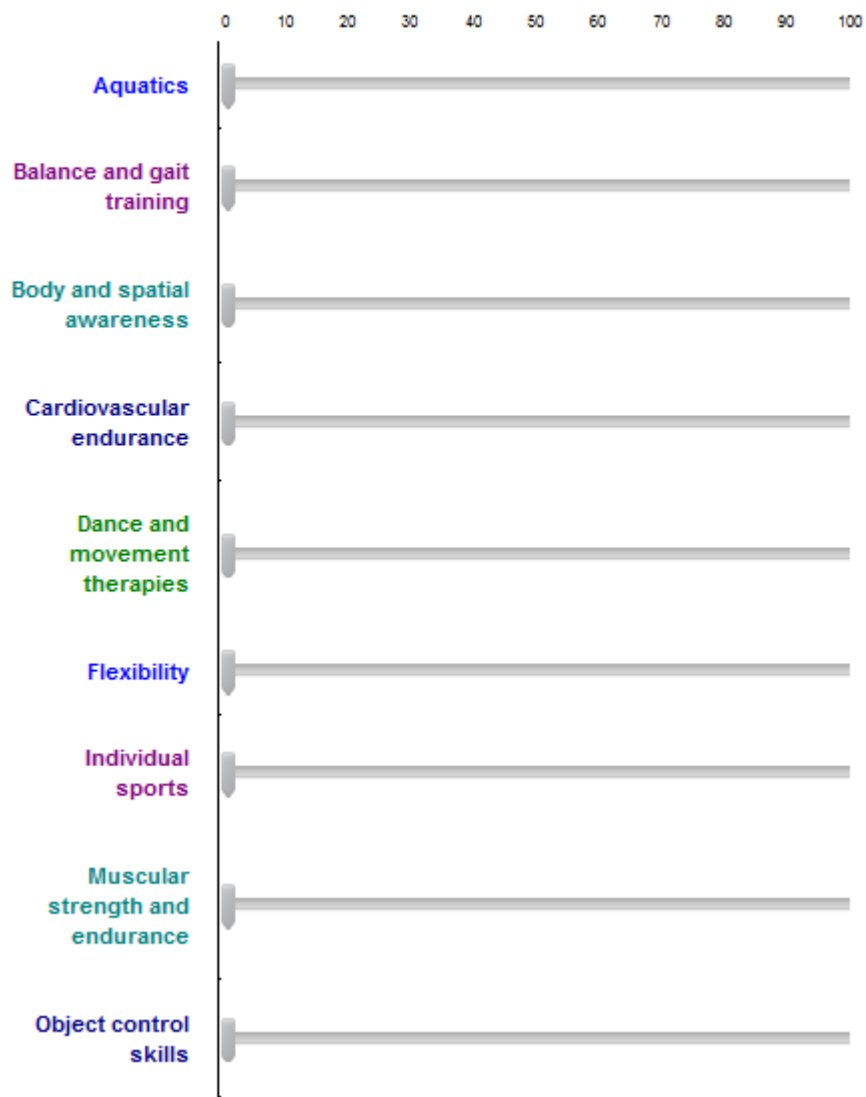 0 10 20 30 40 50 60 70 80 90 100
Aquatics
Balance and gait
training
Body and spatial
awareness
Cardiovascular
endurance
Dance and
movement
therapies
Flexibility
Individual
sports
Muscular
strength and
endurance
Object control
skills